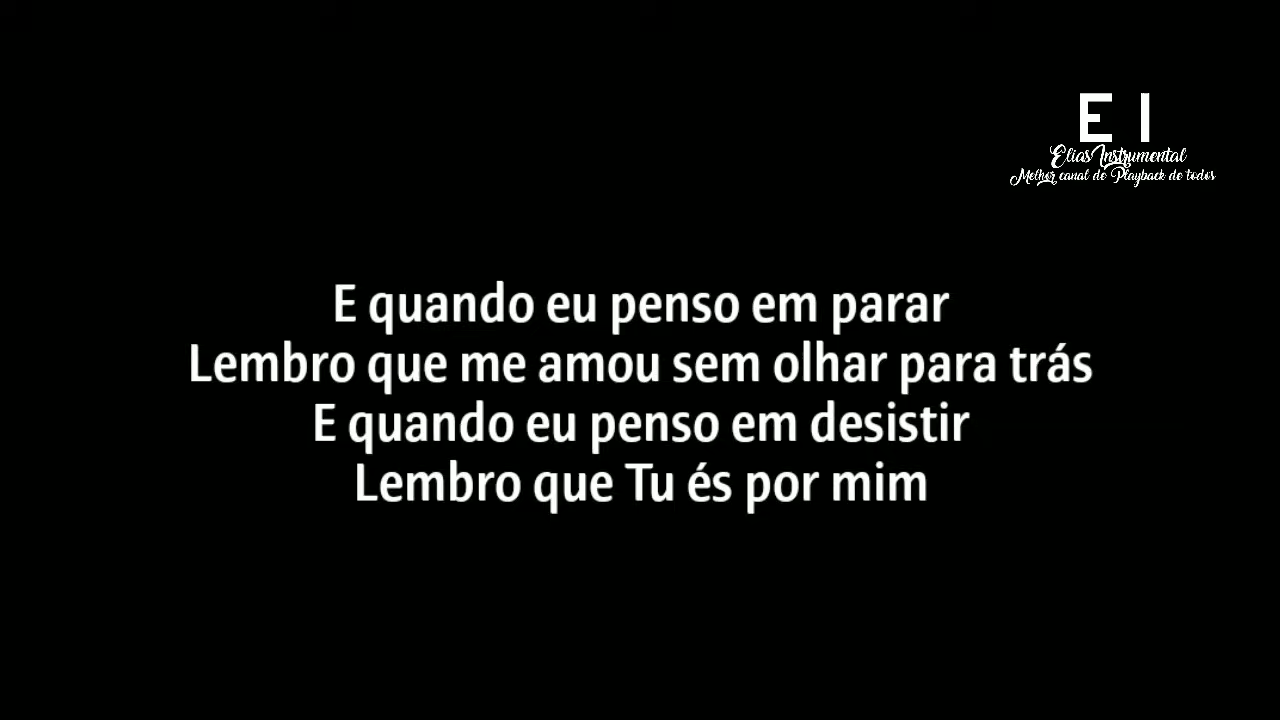 E I
Elias Instrumental
Melhor canal de Playback de todos
E quando eu penso em parar
Lembro que me amou sem olhar para trás
E quando eu penso em desistir
Lembro que Tu és por mim